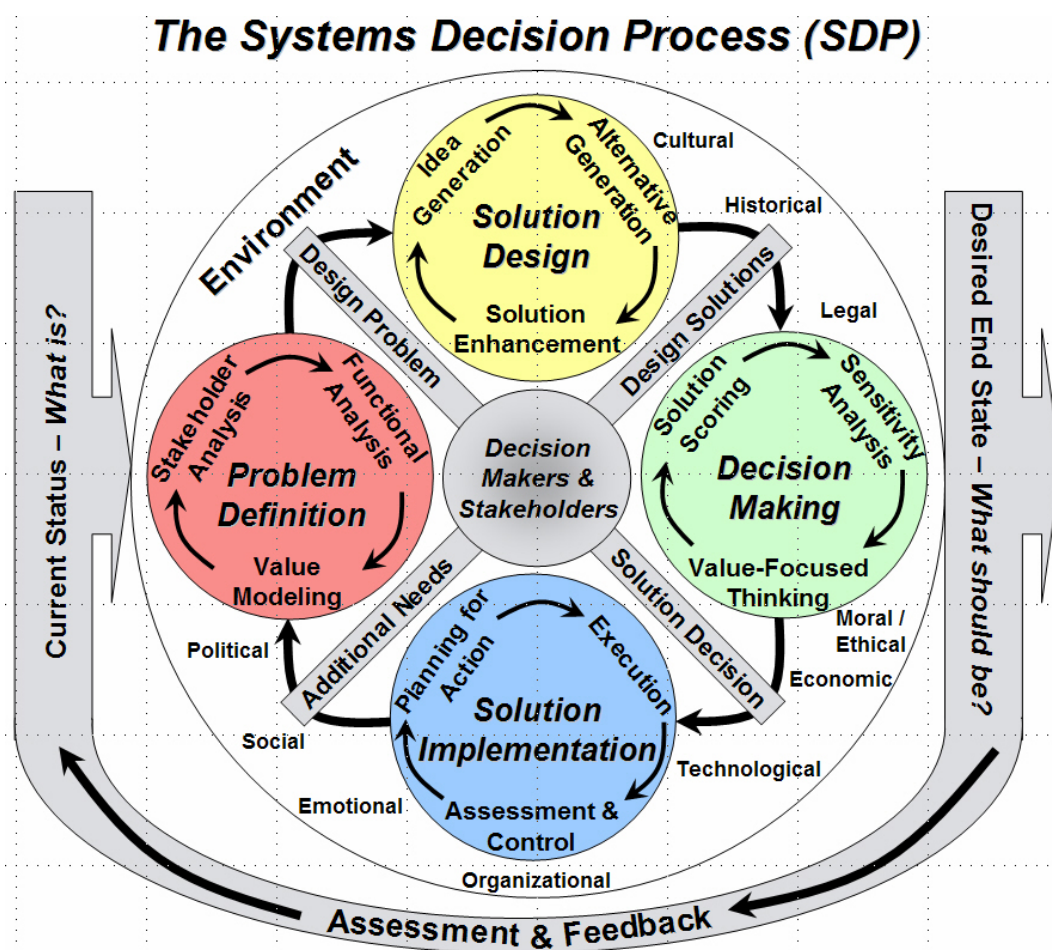 The Systems Decision Process (SDP)
Environment
Cultural
Historical
Legal
Moral /
Ethical
Economic
Technological
Organizational
Emotional
Social
Political
Current Status – What is?
Desired End State – What should be?
Assessment & Feedback
Idea
Generation
Alternative
Generation
Solution
Design
Solution
Enhancement
Design Problem
Design Solutions
Stakeholder
Analysis
Functional
Analysis
Problem
Definition
Value
Modeling
Decision
Makers &
Stakeholders
Solution
Scoring
Sensitivity
Analysis
Decision
Making
Value-Focused
Thinking
Additional Needs
Solution Decision
Planning for
Action
Execution
Solution
Implementation
Assessment &
Control